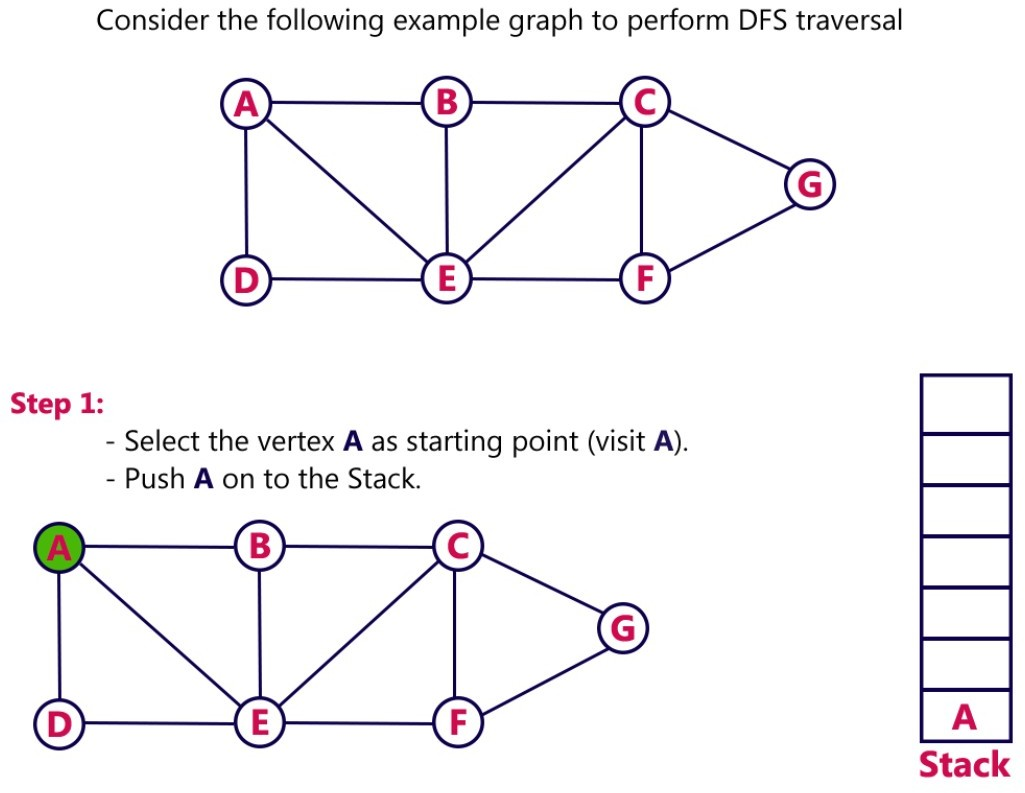 Consider the following example graph to perform DFS traversal
A B C
G
D E F
Step 1:
- Select the vertex A as starting point (visit A).
- Push A on to the Stack.
A B C
G
D E F
A
Stack